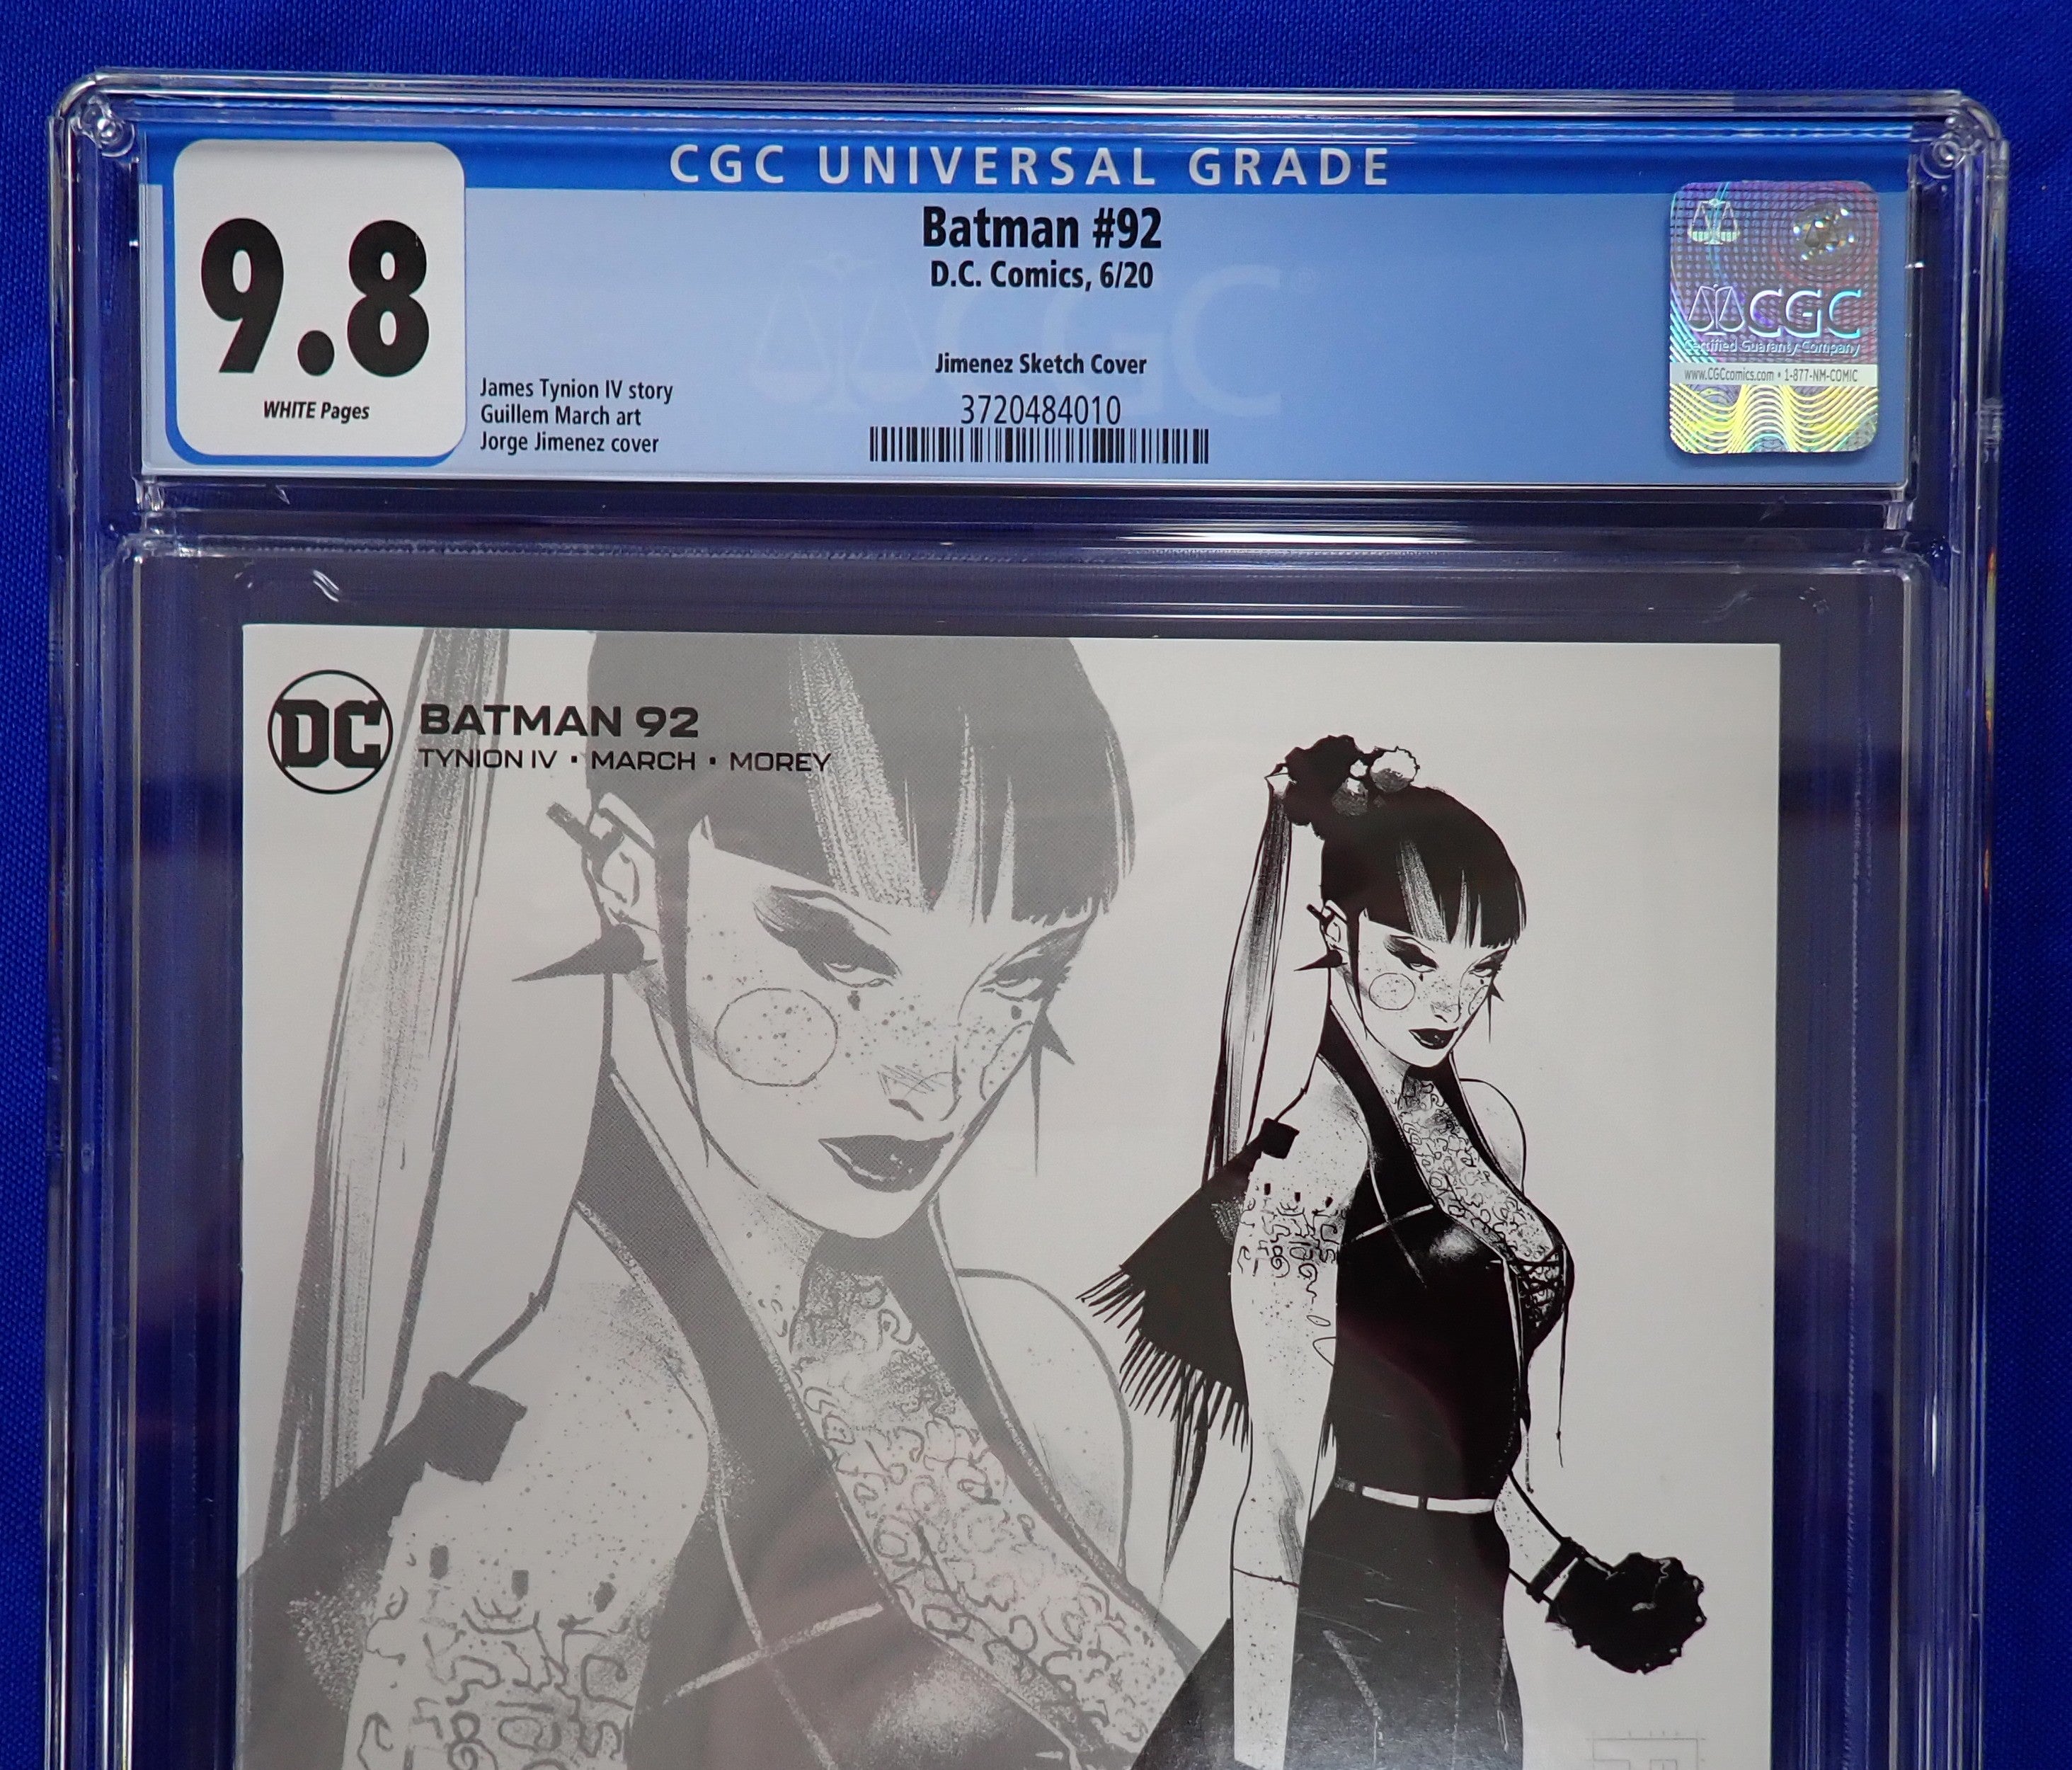 CGC UNIVERSAL GRADE
9.8
WHITE Pages
Batman #92
D.C. Comics, 6/20
Jimenez Sketch Cover
3720484010
James Tynion IV story
Guillem March art
Jorge Jimenez cover
CGC
CGC
Certified Guaranty Company
www.CGCcomics.com • 1-877-NM-COMIC
DC
BATMAN 92
TYNION IV • MARCH • MOREY